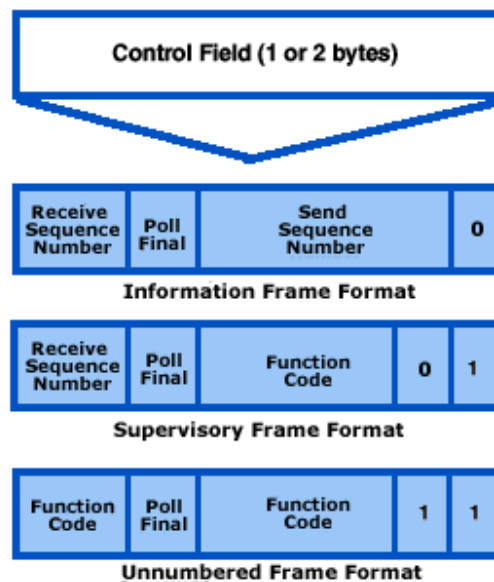 Control Field (1 or 2 bytes)
Receive
Sequence
Number
Poll
Final
Send
Sequence
Number
0
Information Frame Format
Receive
Sequence
Number
Poll
Final
Function
Code
0
1
Supervisory Frame Format
Function
Code
Poll
Final
Function
Code
1
1
Unnumbered Frame Format